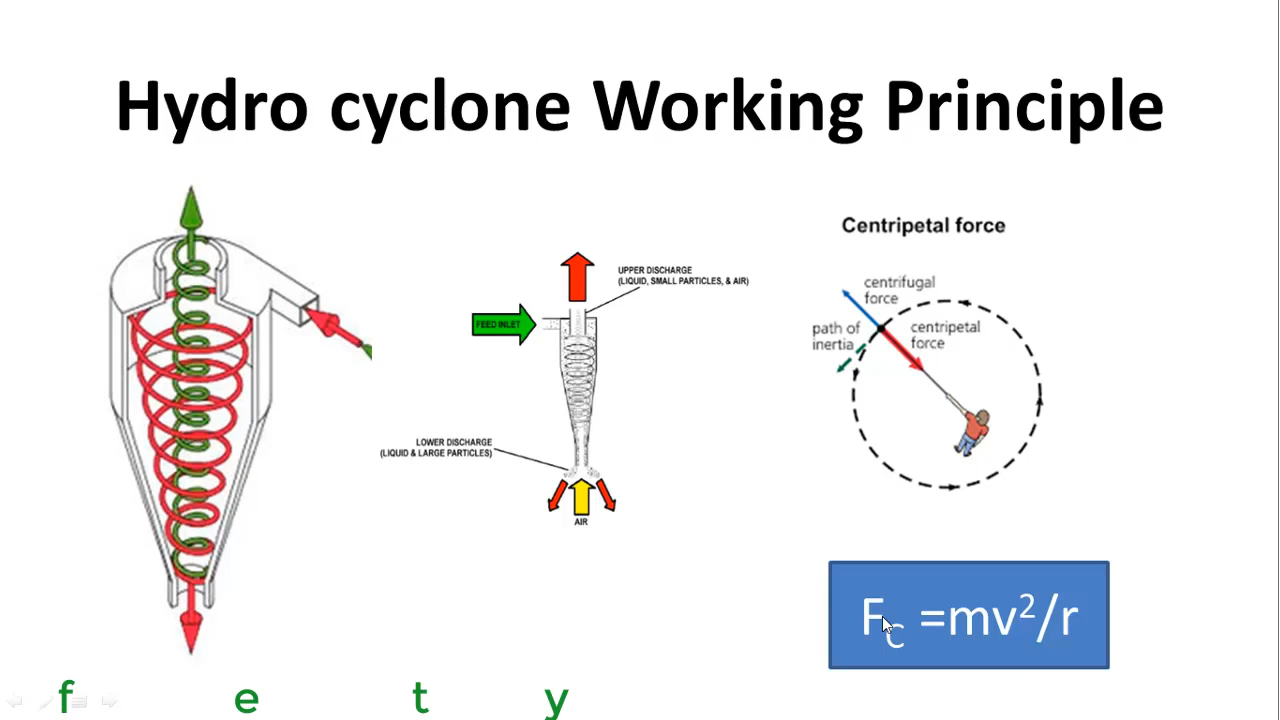 Hydro cyclone Working Principle
Centripetal force
UPPER DISCHARGE
(LIQUID, SMALL PARTICLES, & AIR)
FEED INLET
LOWER DISCHARGE
(LIQUID & LARGE PARTICLES)
AIR
centrifugal
force
path of
inertia
centripetal
force
F_C =mv²/r
f e t y